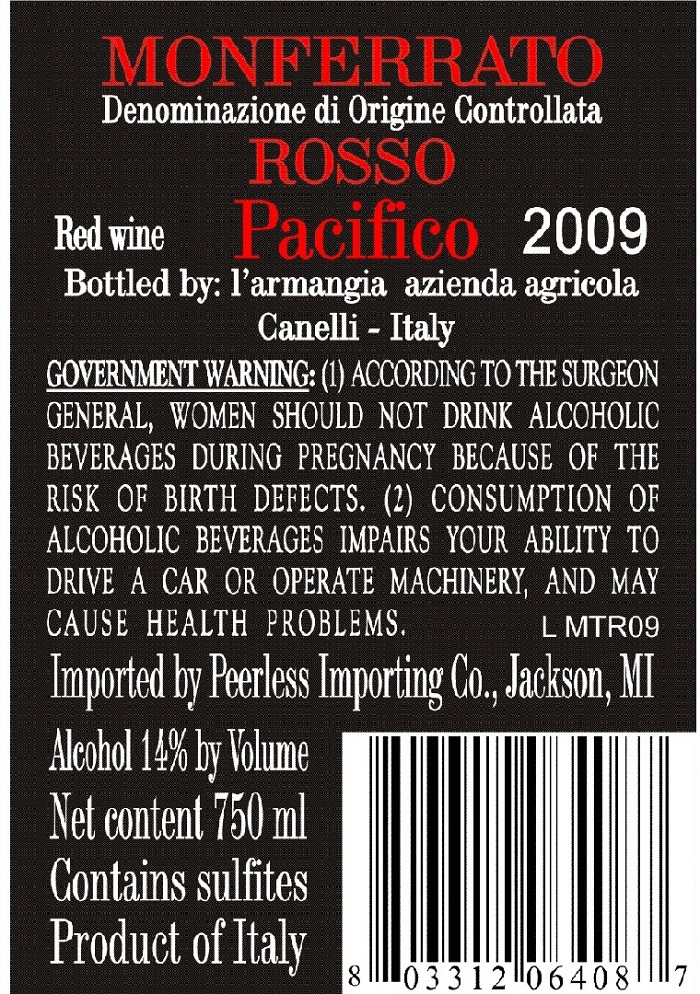 MONFERRATO
Denominazione di Origine Controllata
ROSSO
Red wine Pacifico 2009
Bottled by: l'armangia azienda agricola
Canelli - Italy
GOVERNMENT WARNING: (1) ACCORDING TO THE SURGEON
GENERAL, WOMEN SHOULD NOT DRINK ALCOHOLIC
BEVERAGES DURING PREGNANCY BECAUSE OF THE
RISK OF BIRTH DEFECTS. (2) CONSUMPTION OF
ALCOHOLIC BEVERAGES IMPAIRS YOUR ABILITY TO
DRIVE A CAR OR OPERATE MACHINERY, AND MAY
CAUSE HEALTH PROBLEMS. L MTR09
Imported by Peerless Importing Co., Jackson, MI
Alcohol 14% by Volume
Net content 750 ml
Contains sulfites
Product of Italy
8 03312 06408 7